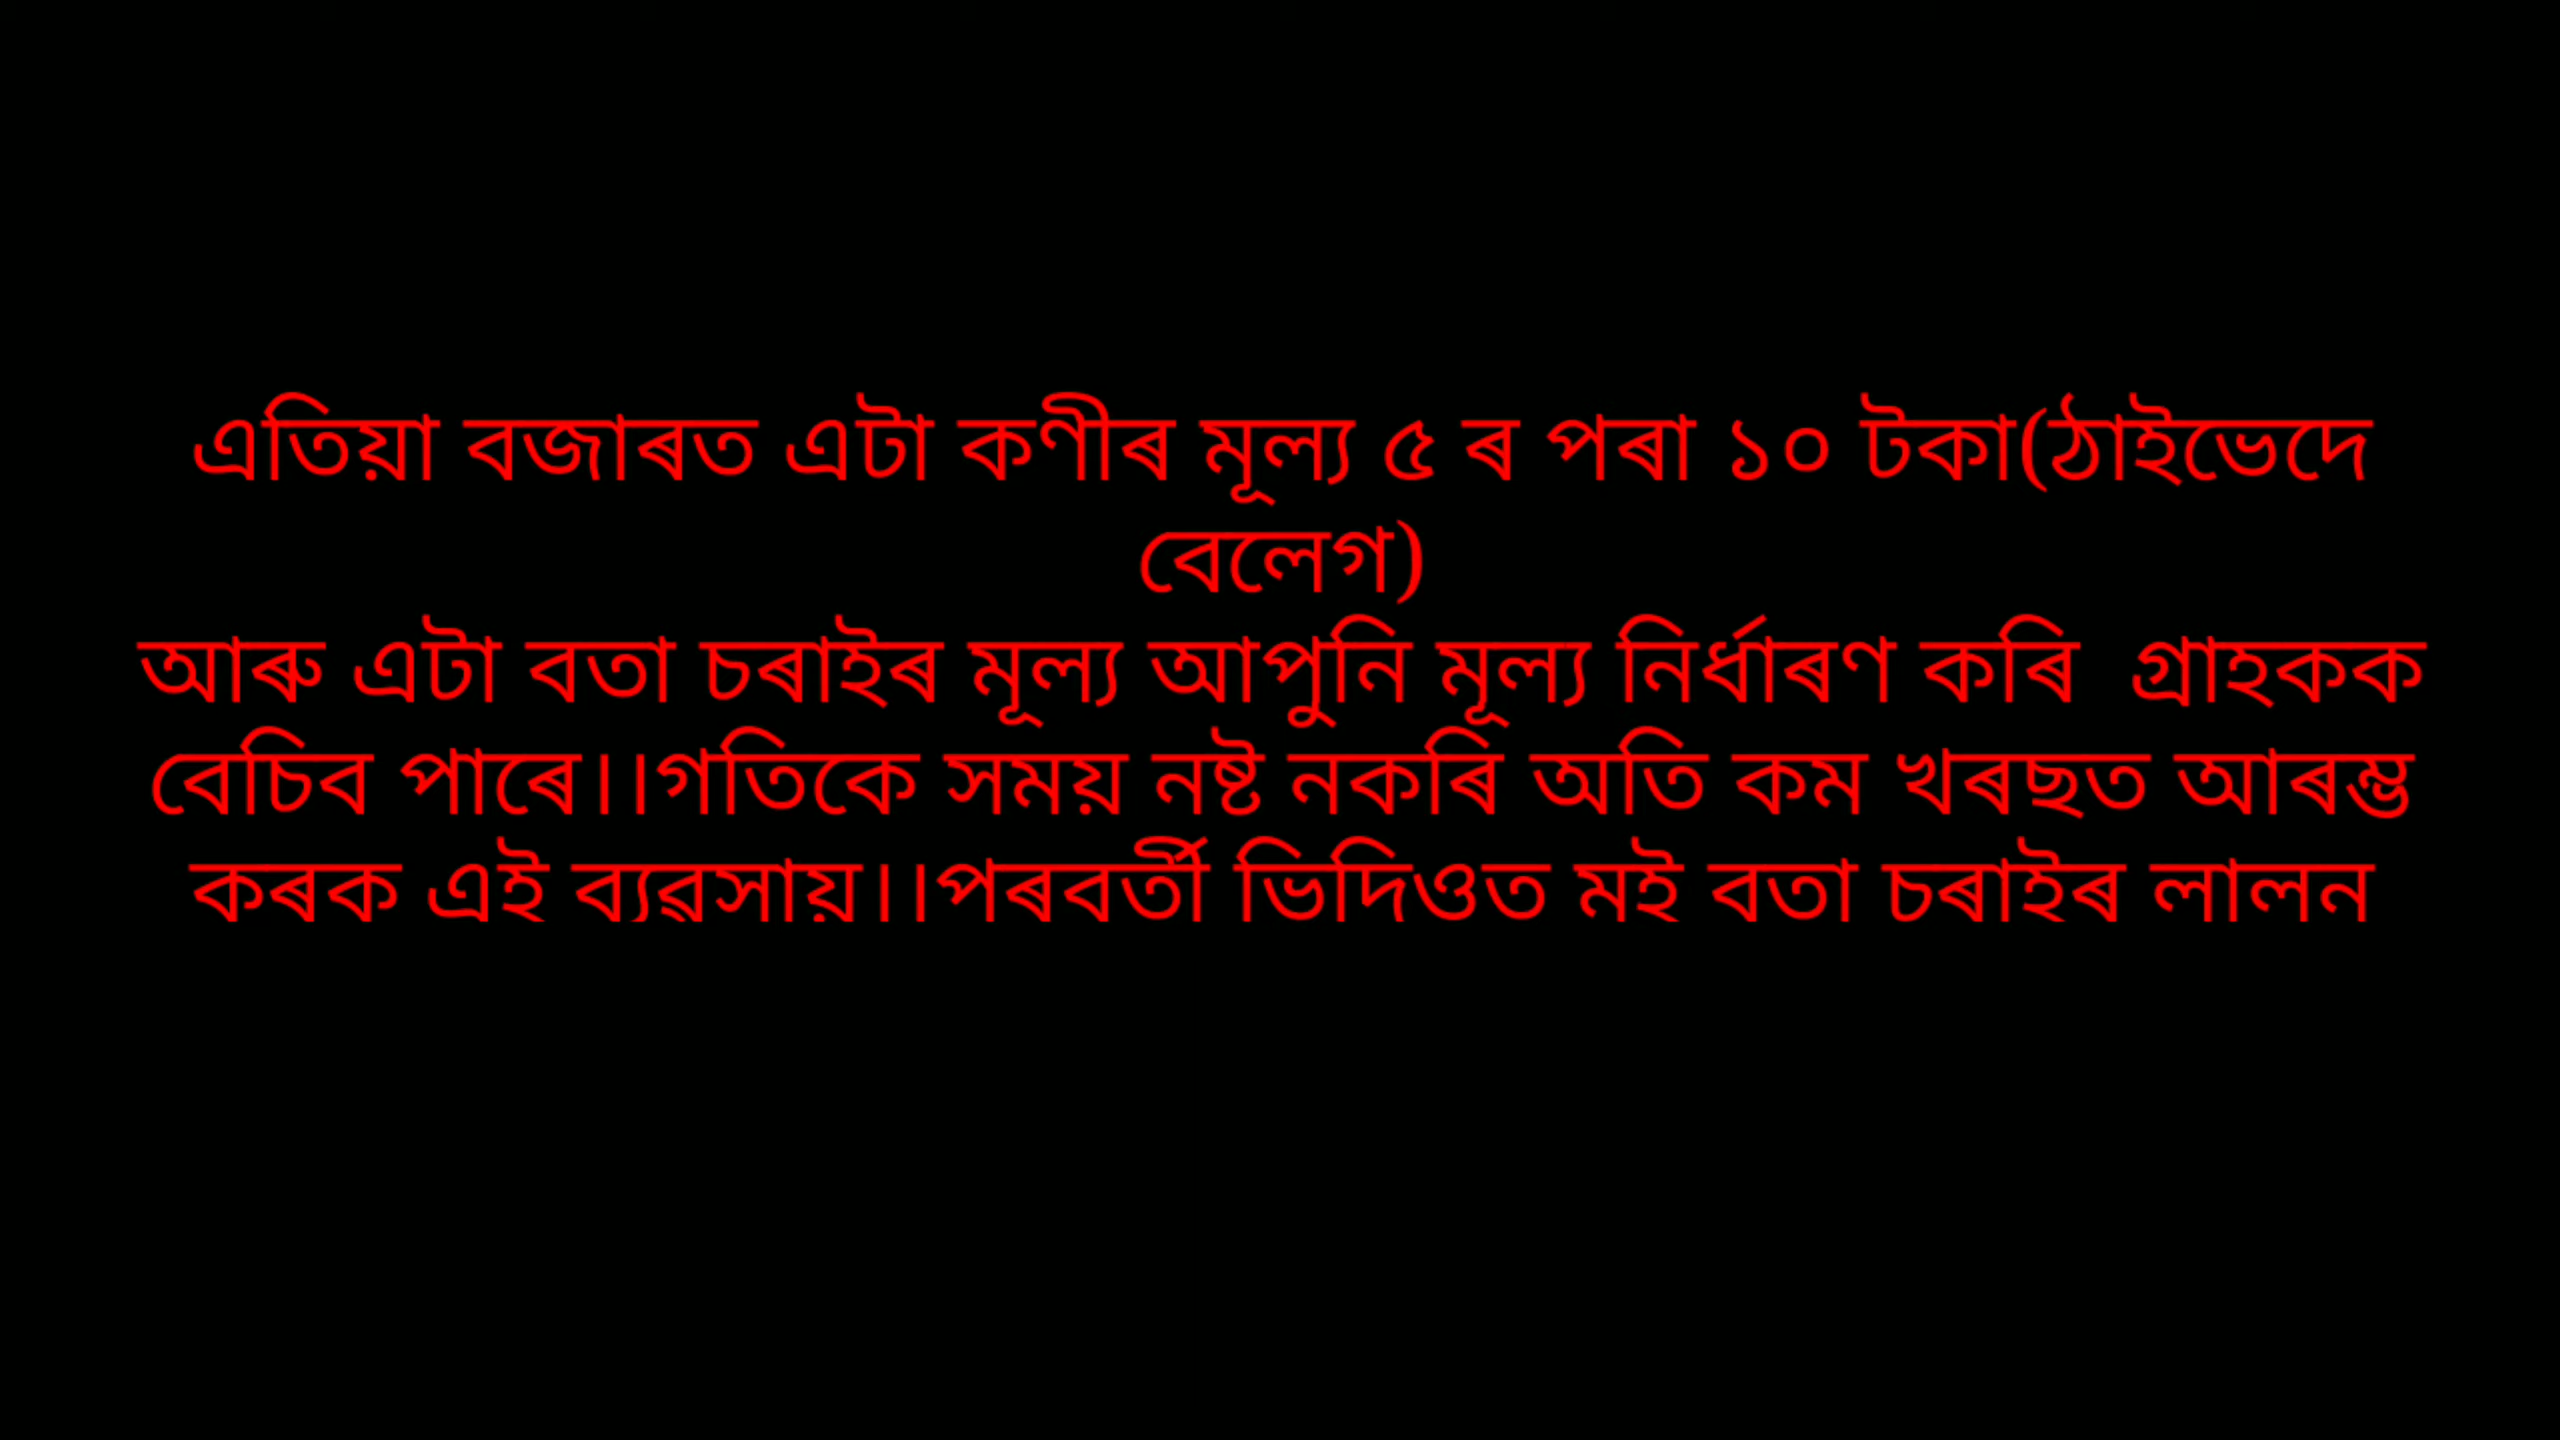 এতিয়া বজাৰত এটা কণীৰ মূল্য ৫ ৰ পৰা ১০ টকা(ঠাইভেদে
বেলেগ)
আৰু এটা বতা চৰাইৰ মূল্য আপুনি মূল্য নিৰ্ধাৰণ কৰি  গ্ৰাহকক
বেচিব পাৰে।।গতিকে সময় নষ্ট নকৰি অতি কম খৰছত আৰম্ভ
কৰক এই ব্যৱসায়।।পৰবৰ্তী ভিদিওত মই বতা চৰাইৰ লালন